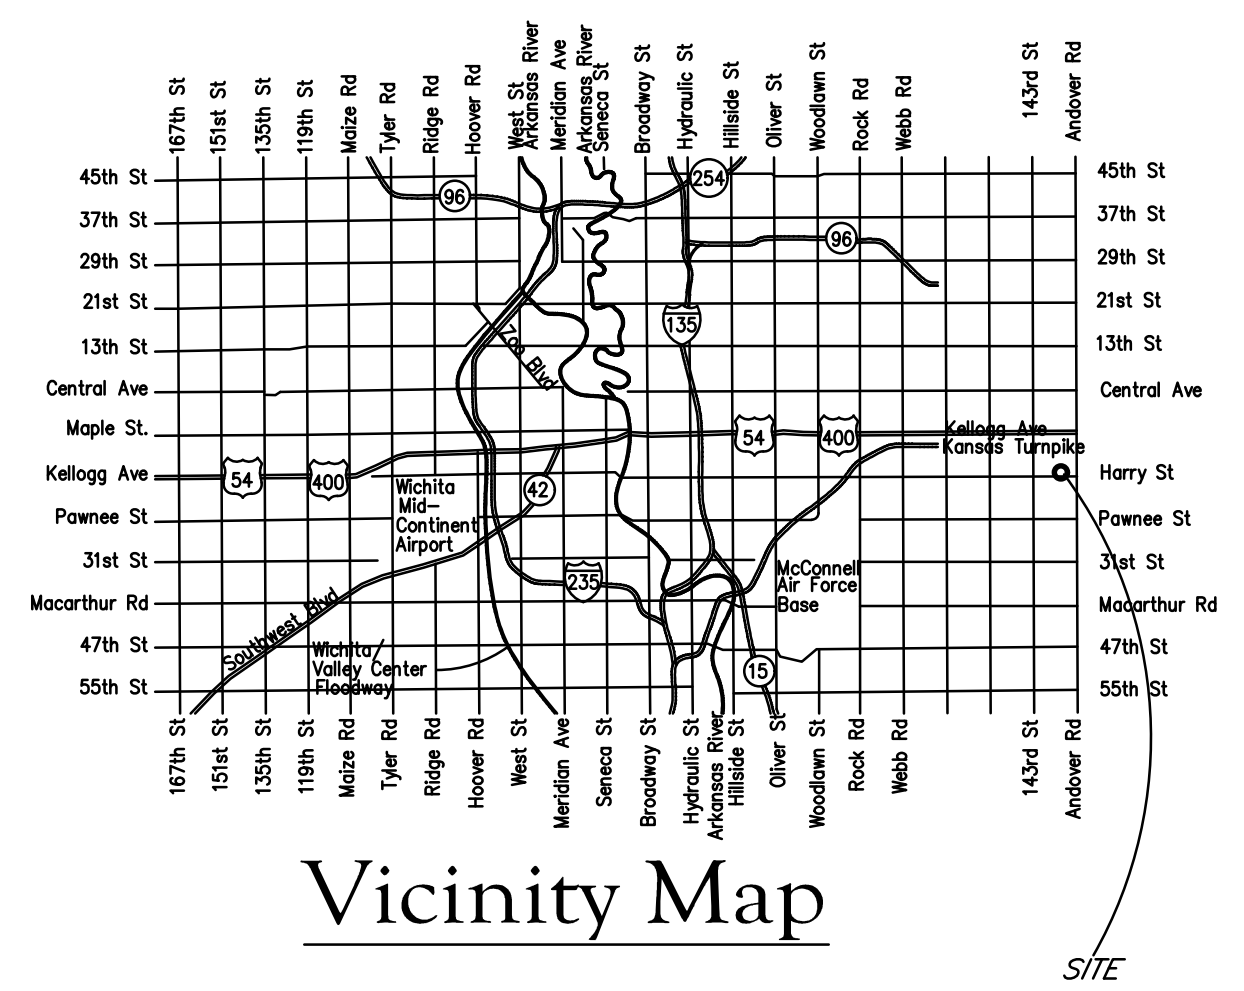 167th St
151st St
135th St
119th St
Maize Rd
Tyler Rd
Ridge Rd
Hoover Rd
West St
Arkansas River
Meridian Ave
Arkansas River
Seneca St
Broadway St
Hydraulic St
Hillside St
Oliver St
Woodlawn St
Rock Rd
Webb Rd
143rd St
Andover Rd
45th St
254
45th St
96
37th St
37th St
96
29th St
29th St
21st St
21st St
135
13th St
Zoo Blvd
13th St
Central Ave
Central Ave
Maple St.
54
400
Kellogg Ave
Kansas Turnpike
Kellogg Ave
54
400
Harry St
Wichita
Mid-
Continent
Airport
42
Pawnee St
Pawnee St
31st St
31st St
McConnell
Air Force
Base
235
Macarthur Rd
Macarthur Rd
Southwest Blvd
47th St
47th St
Wichita/
Valley Center
Floodway
15
55th St
55th St
167th St
151st St
135th St
119th St
Maize Rd
Tyler Rd
Ridge Rd
Hoover Rd
West St
Meridian Ave
Seneca St
Broadway St
Hydraulic St
Arkansas River
Hillside St
Oliver St
Woodlawn St
Rock Rd
Webb Rd
143rd St
Andover Rd
Vicinity Map
SITE